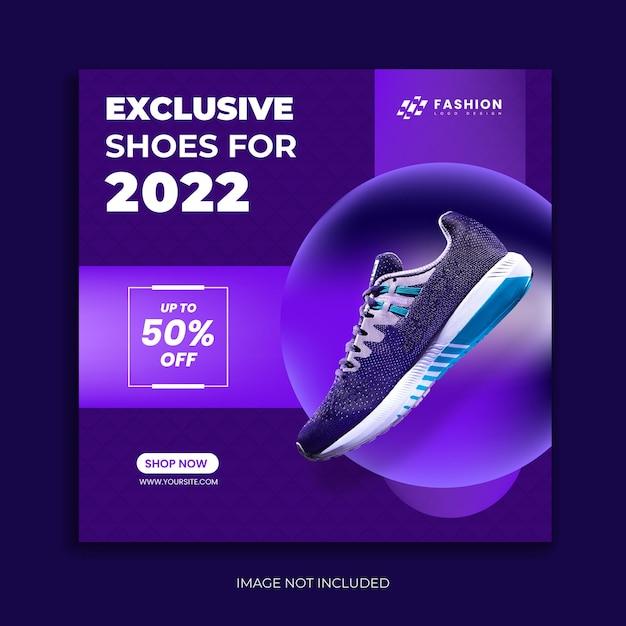 EXCLUSIVE
SHOES FOR
2022
FASHION
LOGO DESIGN
UP TO
50%
OFF
SHOP NOW
WWW.YOURSITE.COM
IMAGE NOT INCLUDED